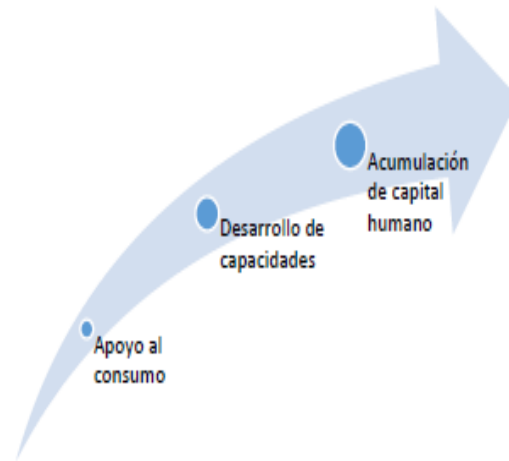 Acumulación
de capital
humano
Desarrollo de
capacidades
Apoyo al
consumo